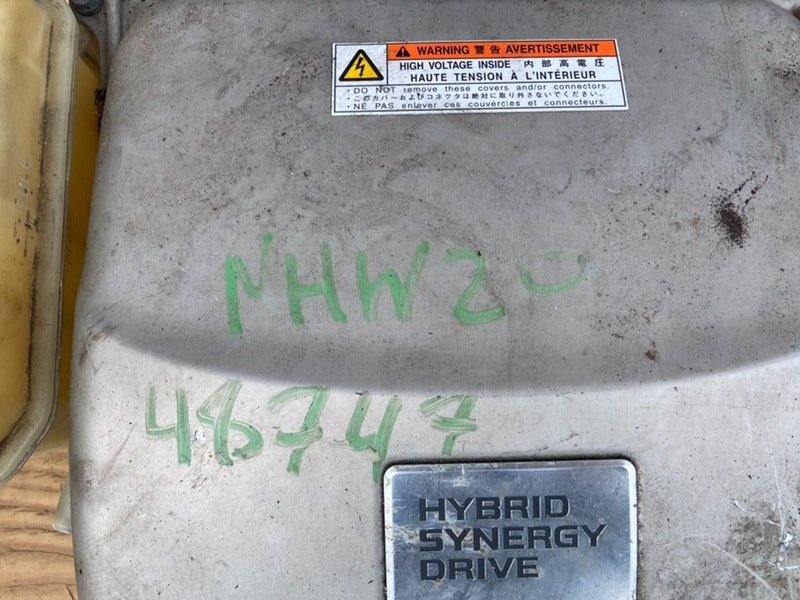 WARNING 警告 AVERTISSEMENT
HIGH VOLTAGE INSIDE 内部高電圧
HAUTE TENSION À L'INTÉRIEUR
・DO NOT remove these covers and/or connectors.
・このカバーおよびコネクタは絶対に取り外さないでください。
・NE PAS enlever ces couvercles et connecteurs.
NHW20
48747
HYBRID
SYNERGY
DRIVE